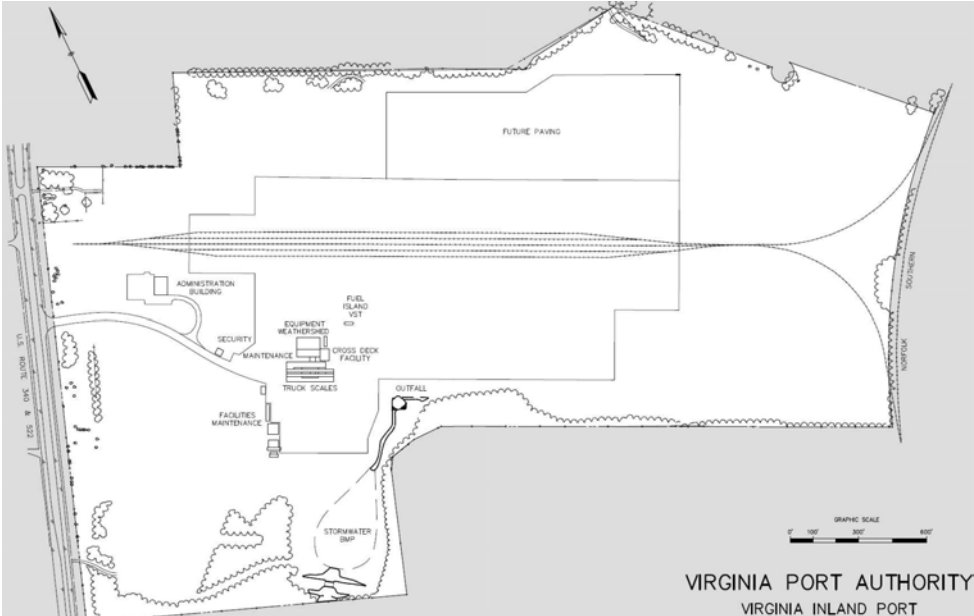 FUTURE PAVING
ADMINISTRATION
BUILDING
FUEL
ISLAND
VST
SECURITY
EQUIPMENT
WEATHERSHED
MAINTENANCE
CROSS DECK
FACILITY
TRUCK SCALES
OUTFALL
FACILITIES
MAINTENANCE
STORMWATER
BMP
U.S. ROUTE 340 & 522
SOUTHERN
NORFOLK
GRAPHIC SCALE
0' 100' 300' 600'
VIRGINIA PORT AUTHORITY
VIRGINIA INLAND PORT